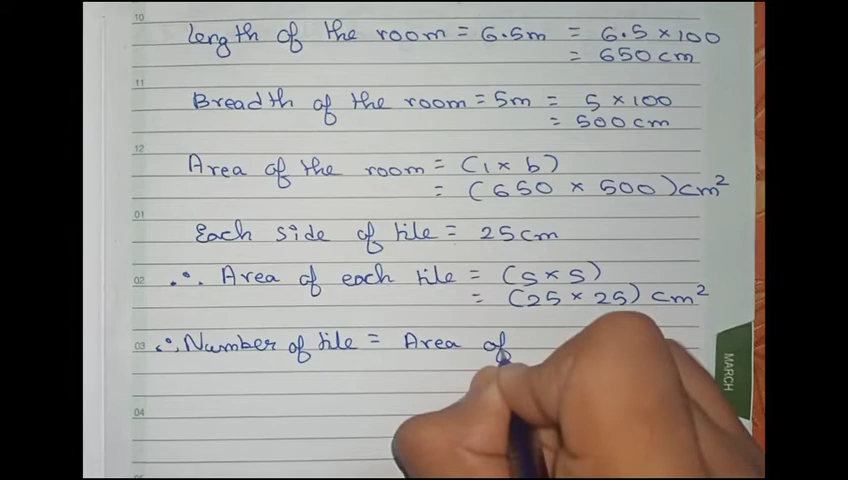 10
Length of the room = 6.5m = 6.5 × 100
= 650 cm
11
Breadth of the room = 5m = 5 × 100
= 500 cm
12
Area of the room = (l × b)
= (650 × 500) cm²
01
Each side of tile = 25cm
02
∴ Area of each tile = (s × s)
= (25 × 25) cm²
03
∴ Number of tile = Area of
04
MARCH